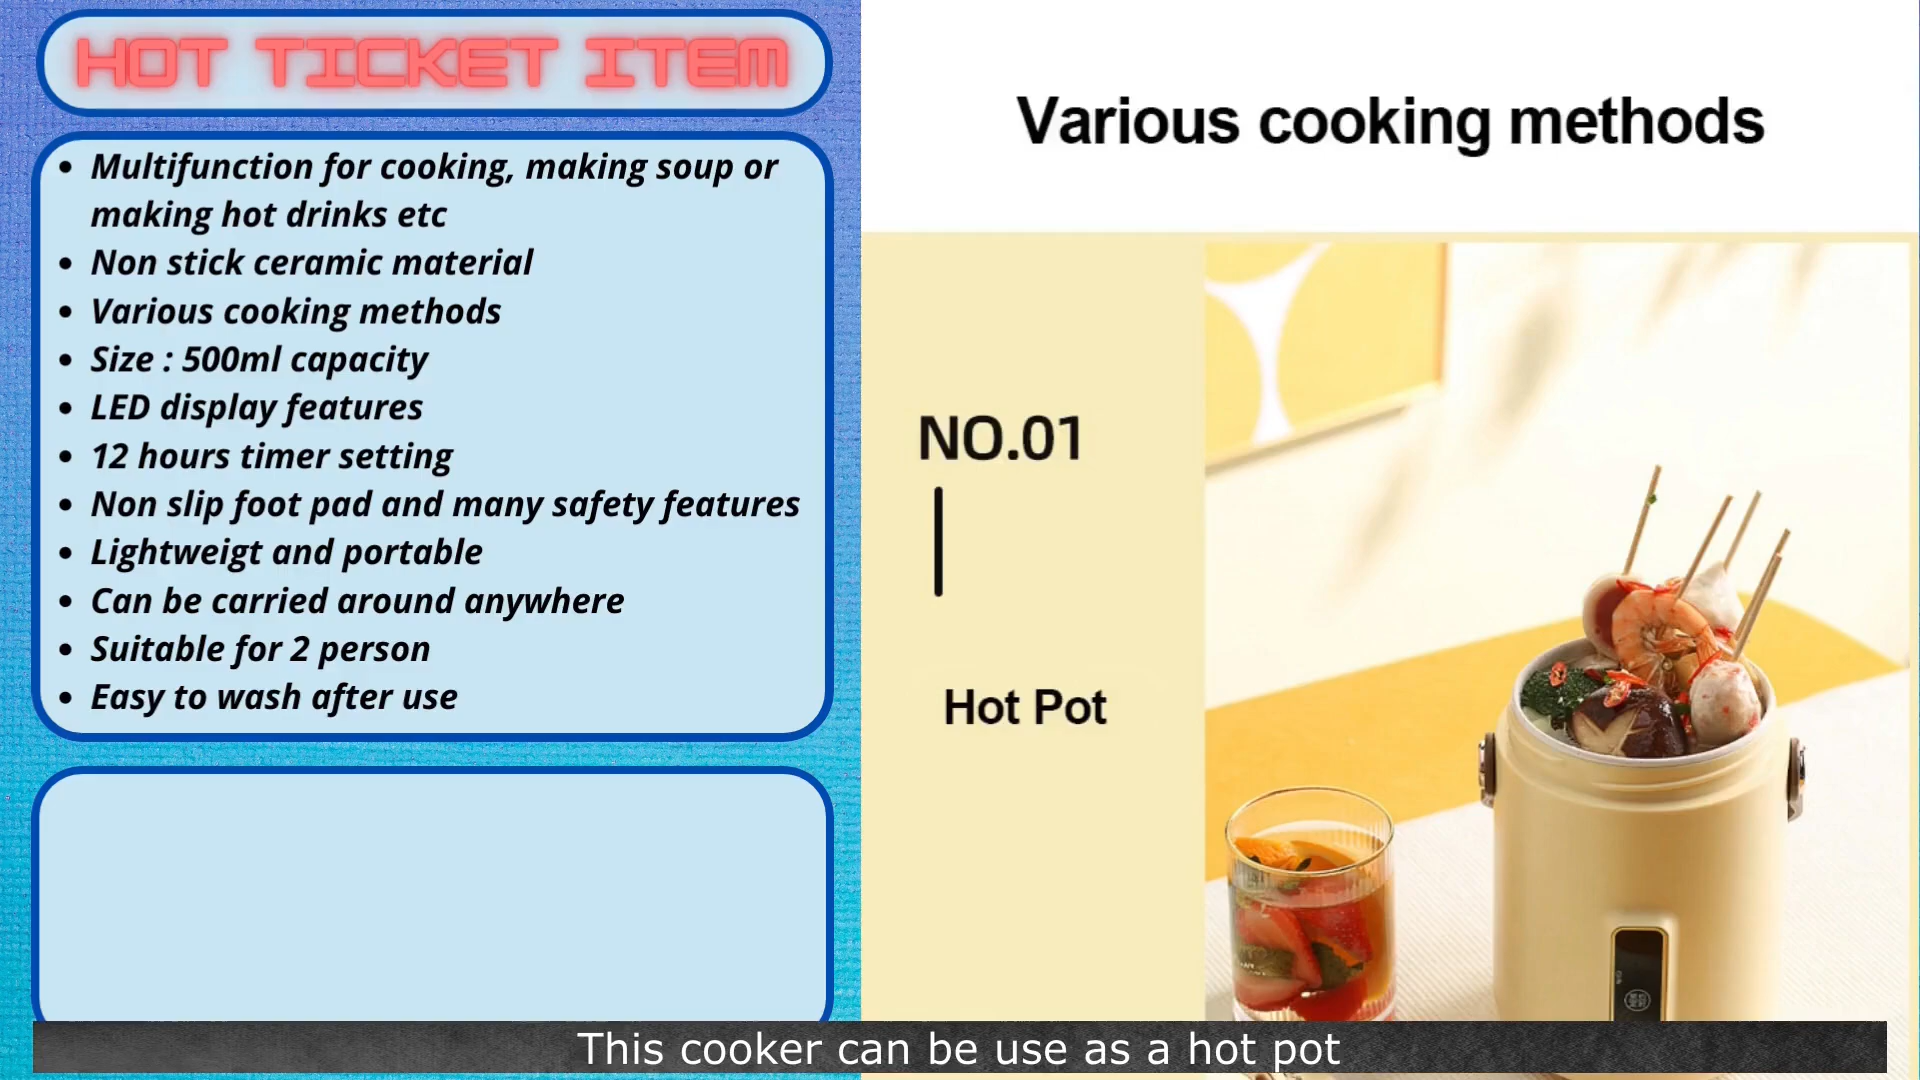 HOT TICKET ITEM
• Multifunction for cooking, making soup or
making hot drinks etc
• Non stick ceramic material
• Various cooking methods
• Size : 500ml capacity
• LED display features
• 12 hours timer setting
• Non slip foot pad and many safety features
• Lightweigt and portable
• Can be carried around anywhere
• Suitable for 2 person
• Easy to wash after use
Various cooking methods
NO.01
Hot Pot
This cooker can be use as a hot pot